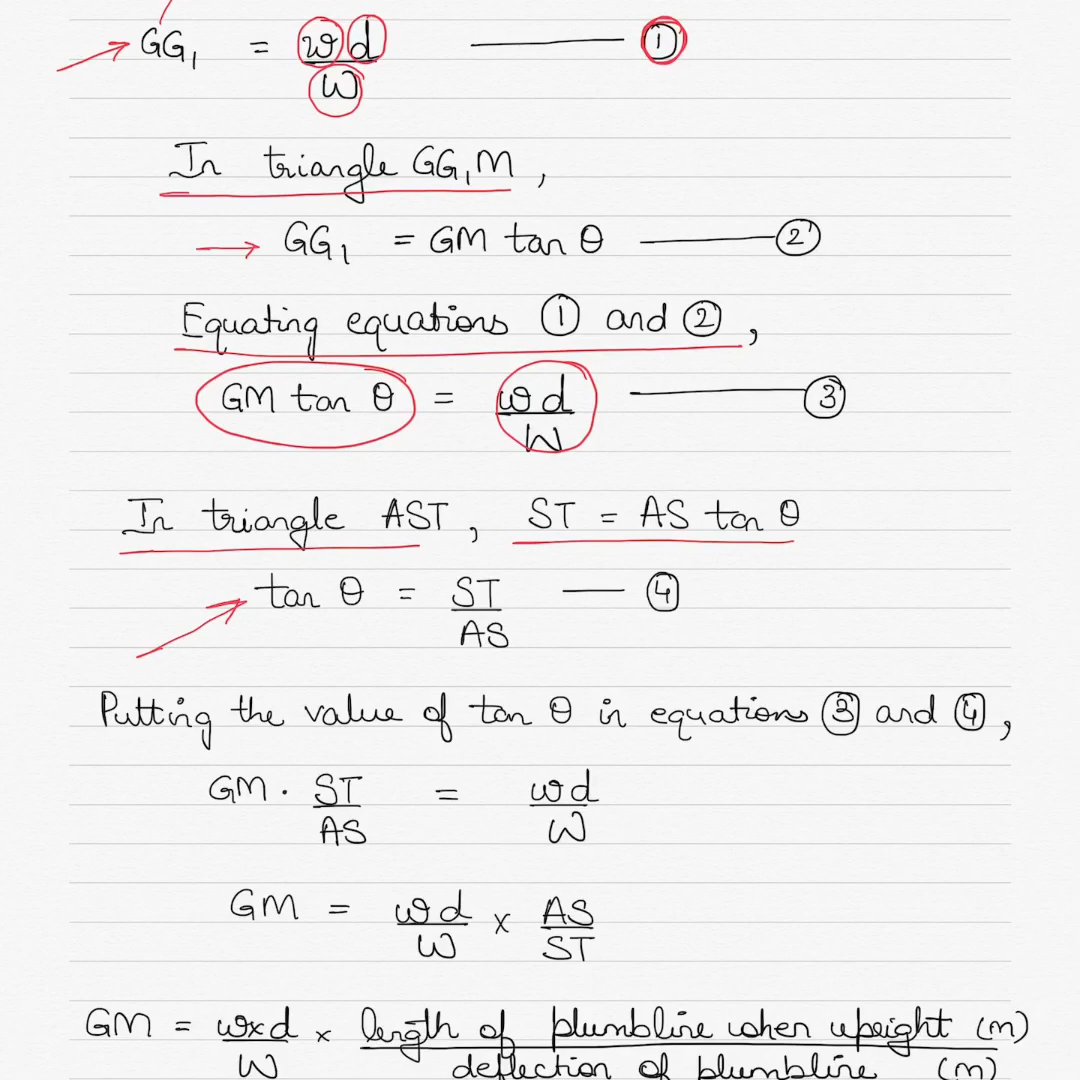 GG₁ = wd/W ——— ①
In triangle GG₁M,
GG₁ = GM tan θ ——— ②
Equating equations ① and ②,
GM tan θ = wd/W ——— ③
In triangle AST, ST = AS tan θ
tan θ = ST/AS — ④
Putting the value of tan θ in equations ③ and ④,
GM · ST/AS = wd/W
GM = wd/W × AS/ST
GM = w×d/W × length of plumbline when upright (m)/deflection of plumbline (m)